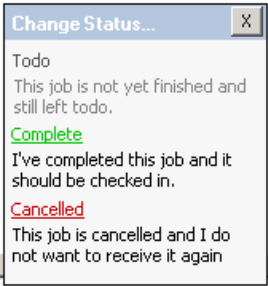 Change Status...
X
Todo
This job is not yet finished and
still left todo.
Complete
I've completed this job and it
should be checked in.
Cancelled
This job is cancelled and I do
not want to receive it again